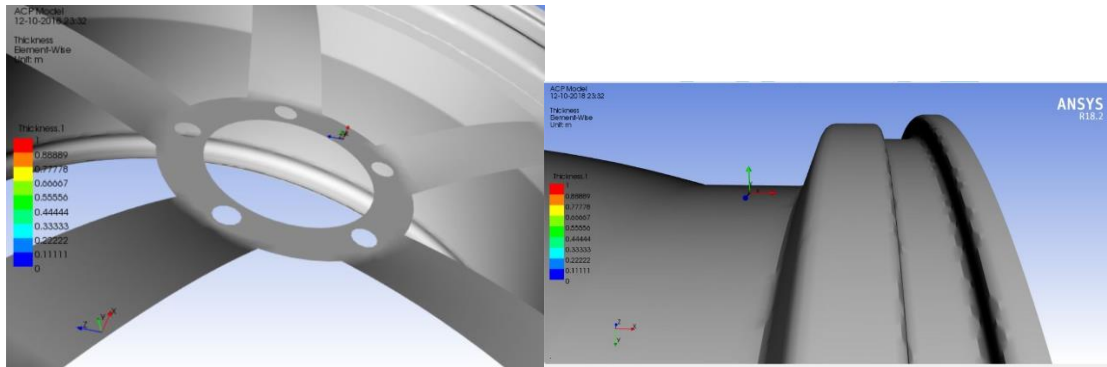 ACP Model
12-10-2018 23:32
Thickness
Element-Wise
Unit: m
Thickness.1
1
0.88889
0.77778
0.66667
0.55556
0.44444
0.33333
0.22222
0.11111
0
Z
Y
X
ACP Model
12-10-2018 23:32
Thickness
Element-Wise
Unit: m
ANSYS
R18.2
Thickness.1
1
0.88889
0.77778
0.66667
0.55556
0.44444
0.33333
0.22222
0.11111
0
Z
X
Y